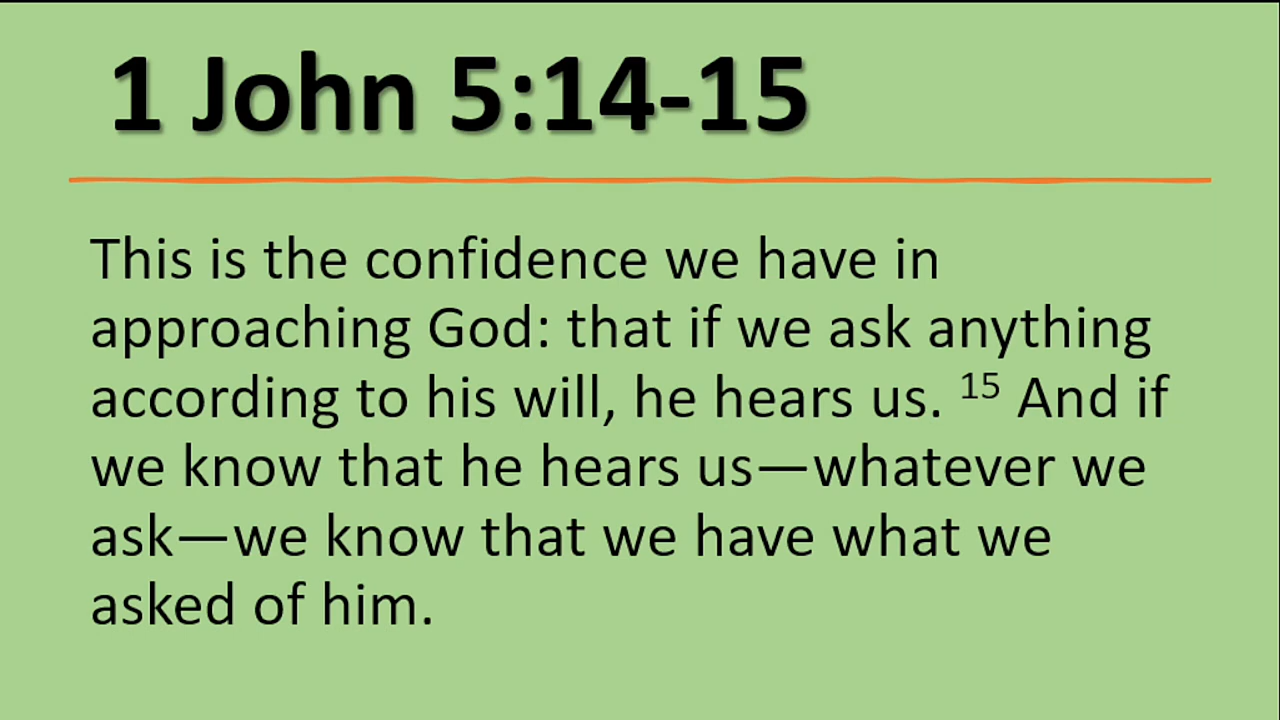 1 John 5:14-15
This is the confidence we have in
approaching God: that if we ask anything
according to his will, he hears us. 15 And if
we know that he hears us—whatever we
ask—we know that we have what we
asked of him.